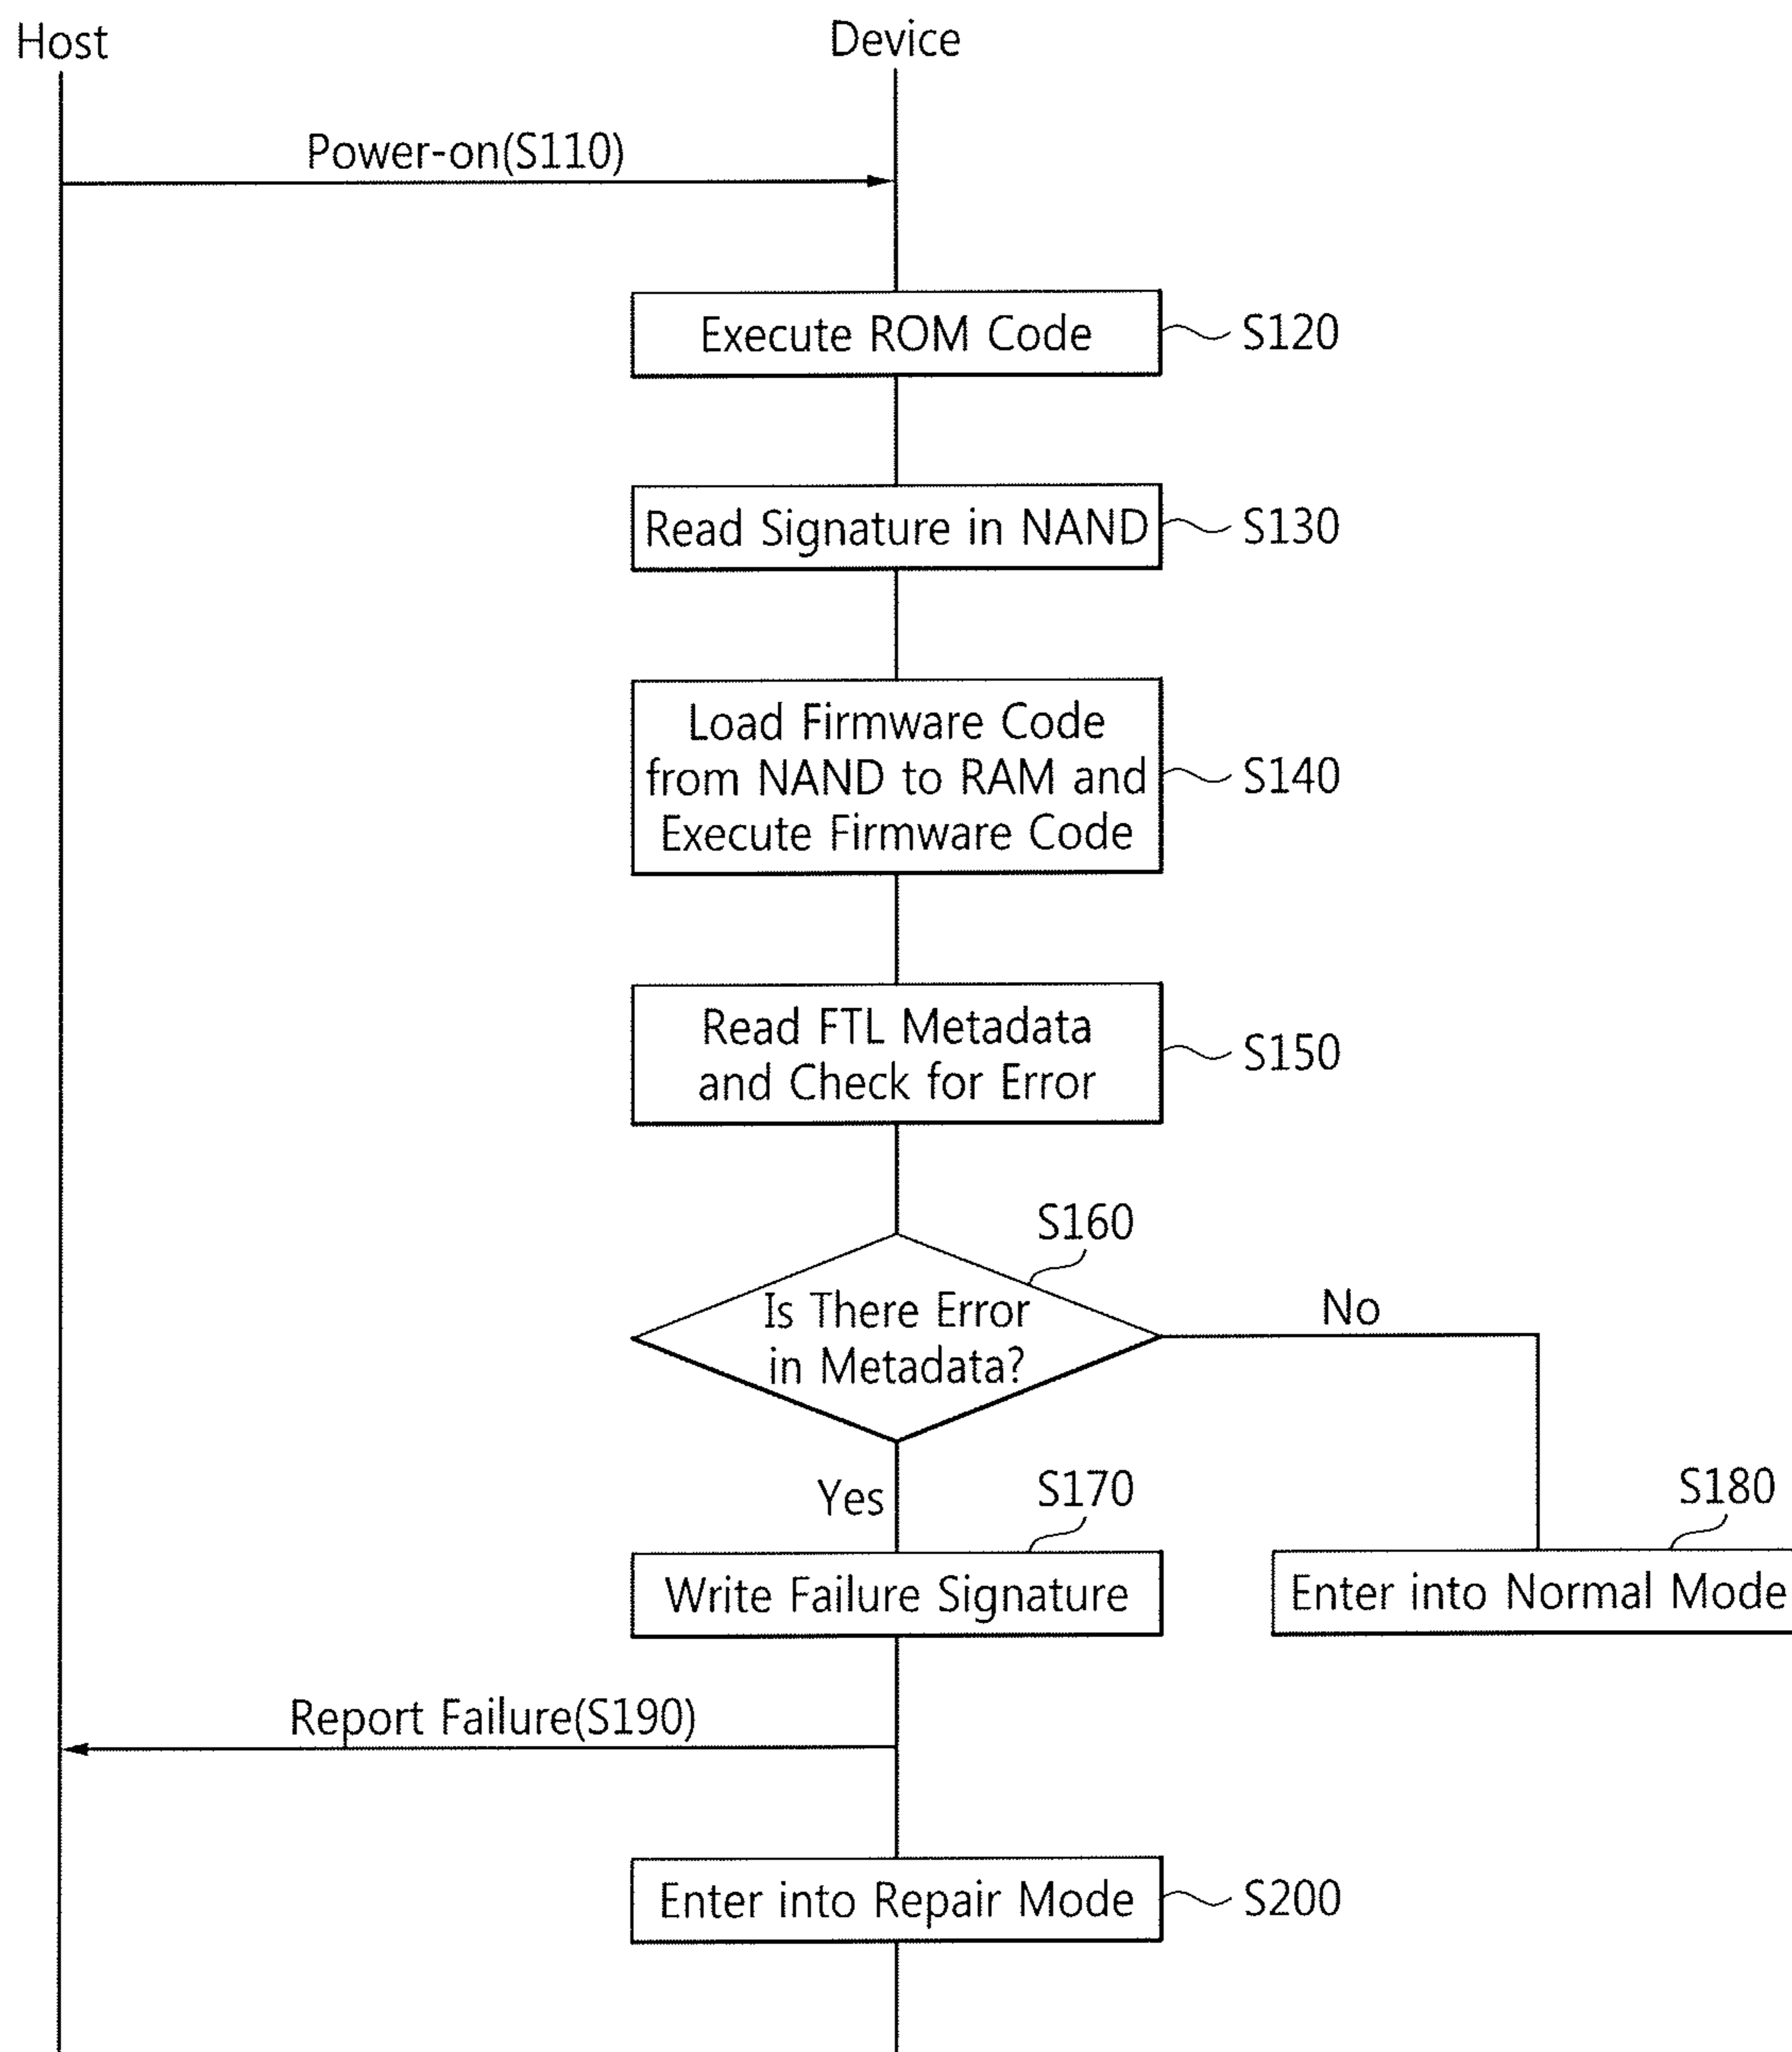 Host
Device
Power-on(S110)
Execute ROM Code
S120
Read Signature in NAND
S130
Load Firmware Code
from NAND to RAM and
Execute Firmware Code
S140
Read FTL Metadata
and Check for Error
S150
S160
Is There Error
in Metadata?
No
Yes
S170
S180
Write Failure Signature
Enter into Normal Mode
Report Failure(S190)
Enter into Repair Mode
S200